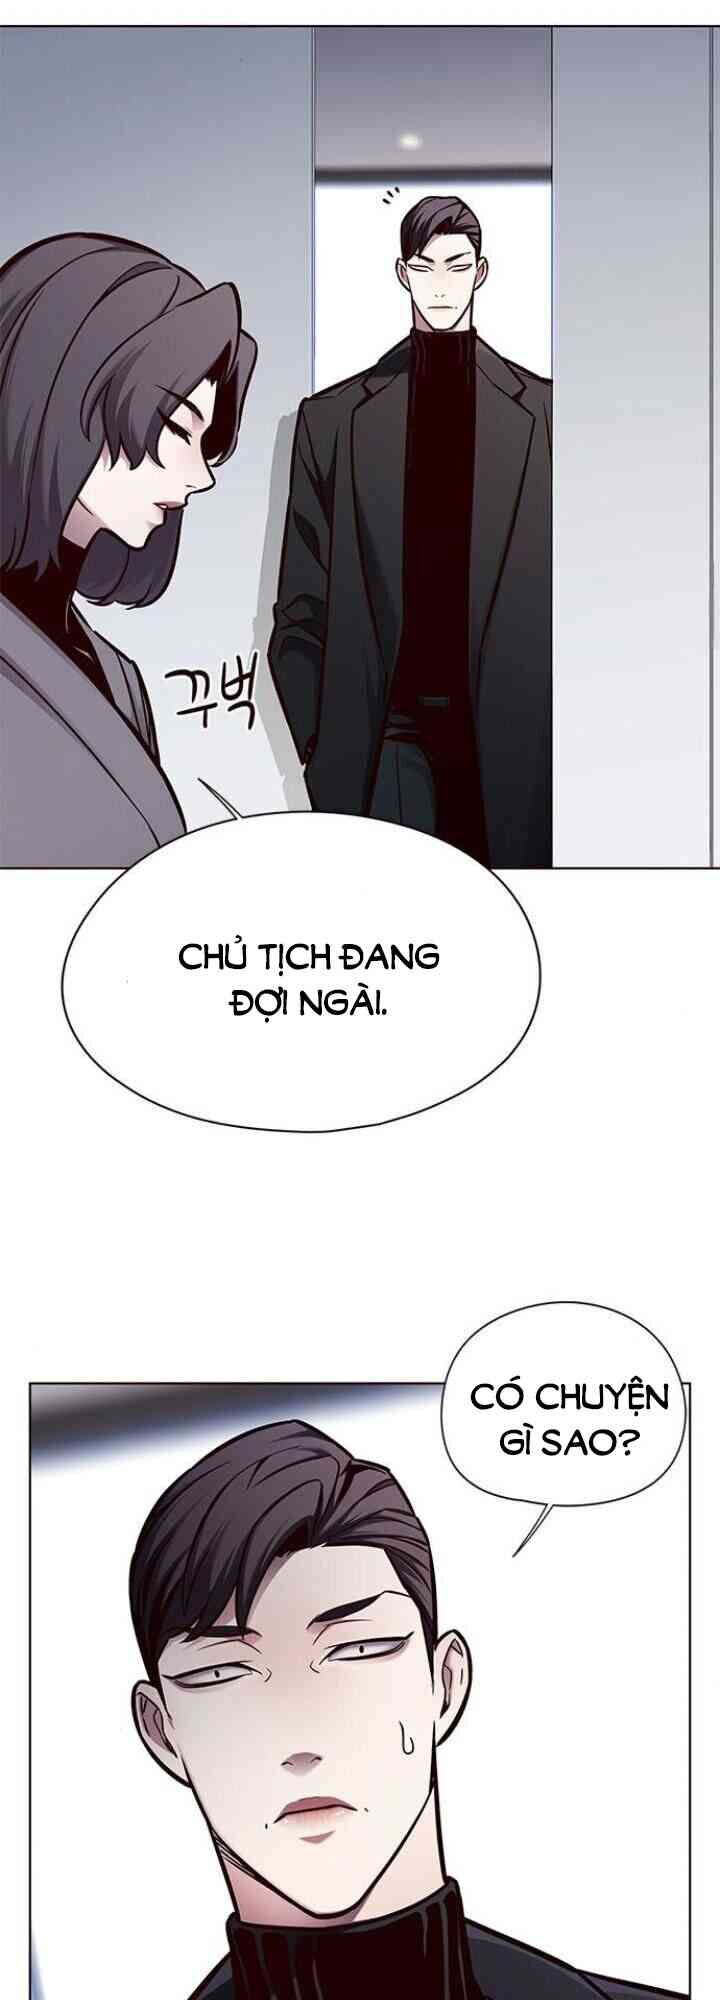 꾸벅
CHỦ TỊCH ĐANG
ĐỢI NGÀI.
CÓ CHUYỆN
GÌ SAO?